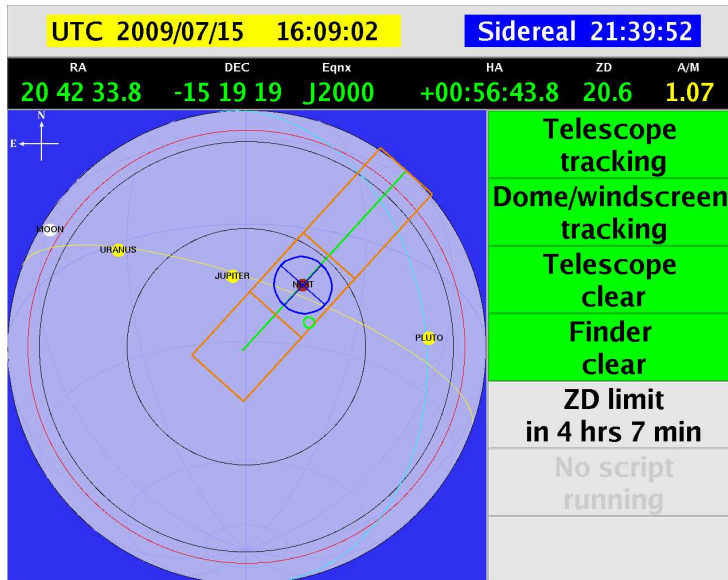 UTC 2009/07/15 16:09:02 Sidereal 21:39:52
RA DEC Eqnx HA ZD A/M
20 42 33.8 -15 19 19 J2000 +00:56:43.8 20.6 1.07
N
E
MOON
URANUS
JUPITER
NEXT
PLUTO
Telescope
tracking
Dome/windscreen
tracking
Telescope
clear
Finder
clear
ZD limit
in 4 hrs 7 min
No script
running